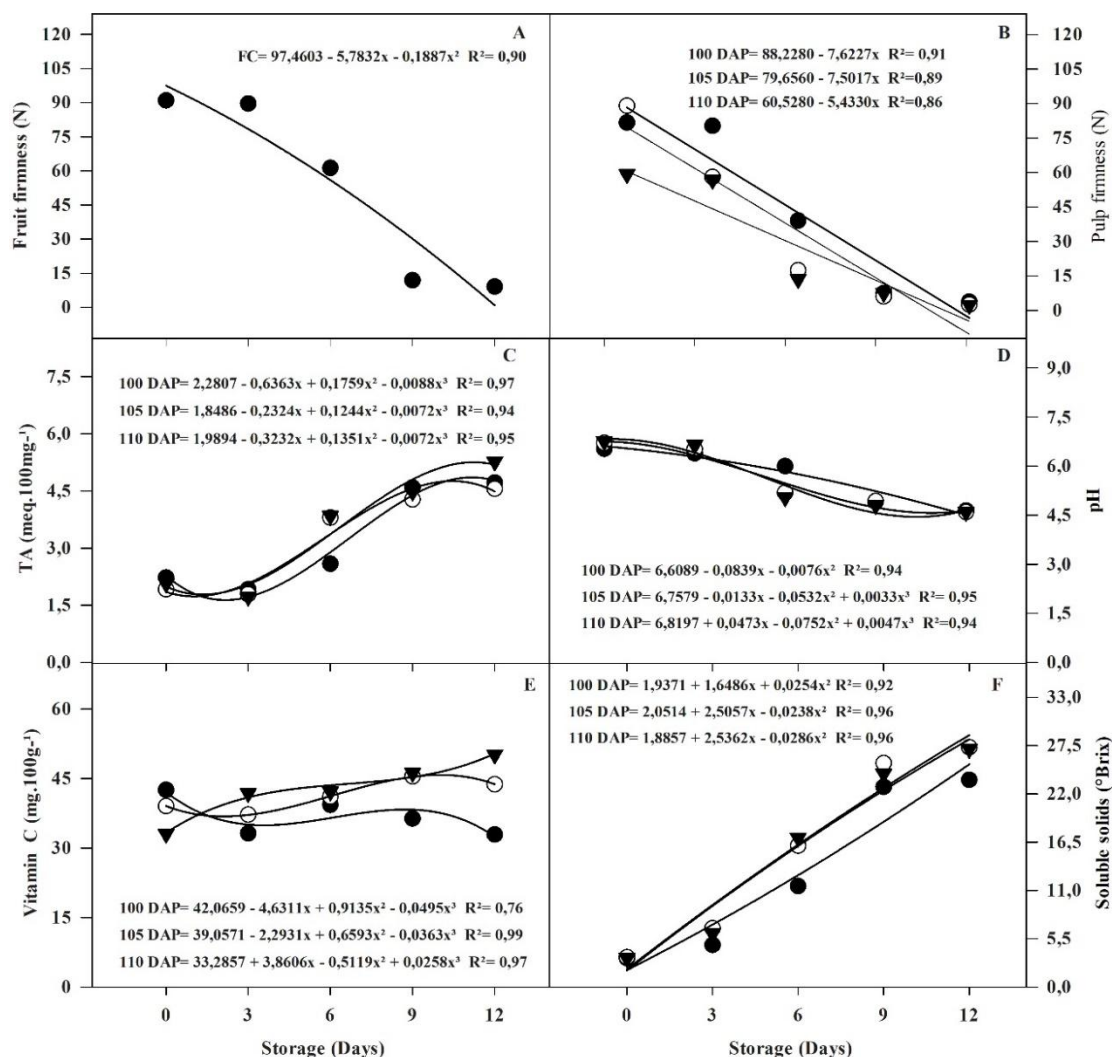 A
FC= 97,4603 - 5,7832x - 0,1887x² R²= 0,90
120
105
90
75
60
45
30
15
0
Fruit firmness (N)
B
100 DAP= 88,2280 - 7,6227x R²= 0,91
105 DAP= 79,6560 - 7,5017x R²= 0,89
110 DAP= 60,5280 - 5,4330x R²= 0,86
120
105
90
75
60
45
30
15
0
Pulp firmness (N)
C
100 DAP= 2,2807 - 0,6363x + 0,1759x² - 0,0088x³ R²= 0,97
105 DAP= 1,8486 - 0,2324x + 0,1244x² - 0,0072x³ R²= 0,94
110 DAP= 1,9894 - 0,3232x + 0,1351x² - 0,0072x³ R²= 0,95
7,5
6,0
4,5
3,0
1,5
0,0
TA (meq.100mg-¹)
D
100 DAP= 6,6089 - 0,0839x - 0,0076x² R²= 0,94
105 DAP= 6,7579 - 0,0133x - 0,0532x² + 0,0033x³ R²= 0,95
110 DAP= 6,8197 + 0,0473x - 0,0752x² + 0,0047x³ R²=0,94
9,0
7,5
6,0
4,5
3,0
1,5
0,0
pH
E
100 DAP= 42,0659 - 4,6311x + 0,9135x² - 0,0495x³ R²= 0,76
105 DAP= 39,0571 - 2,2931x + 0,6593x² - 0,0363x³ R²= 0,99
110 DAP= 33,2857 + 3,8606x - 0,5119x² + 0,0258x³ R²= 0,97
60
45
30
15
0
Vitamin C (mg.100g-¹)
0 3 6 9 12
Storage (Days)
F
100 DAP= 1,9371 + 1,6486x + 0,0254x² R²= 0,92
105 DAP= 2,0514 + 2,5057x - 0,0238x² R²= 0,96
110 DAP= 1,8857 + 2,5362x - 0,0286x² R²= 0,96
33,0
27,5
22,0
16,5
11,0
5,5
0,0
Soluble solids (°Brix)
0 3 6 9 12
Storage (Days)